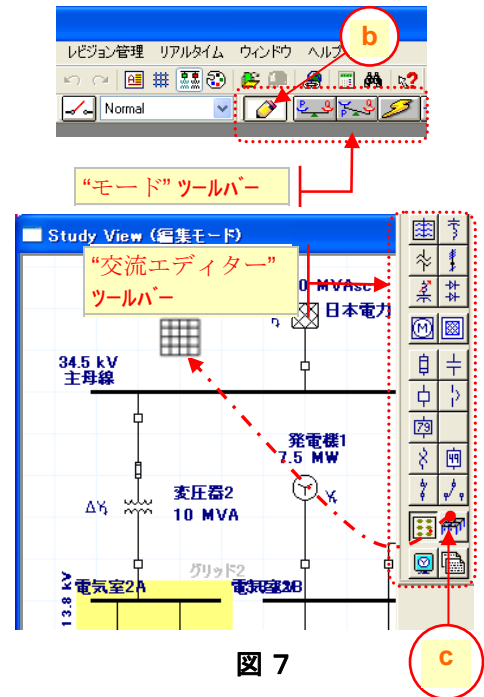 b
レビジョン管理 リアルタイム ウィンドウ
Normal
"モード" ツールバー
Study View (編集モード)
"交流エディター"
ツールバー
0 MVAsc
日本電力
34.5 kV
主母線
発電機1
7.5 MW
変圧器2
10 MVA
グリッド2
電気室2A
13.8 kV
79
49
M
図 7
c